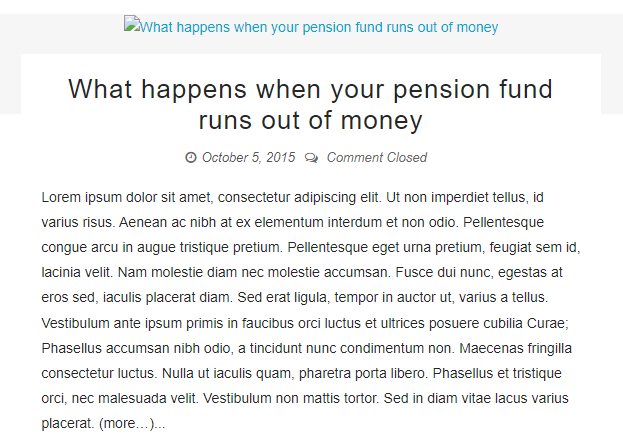 What happens when your pension fund runs out of money
What happens when your pension fund
runs out of money
October 5, 2015 Comment Closed
Lorem ipsum dolor sit amet, consectetur adipiscing elit. Ut non imperdiet tellus, id
varius risus. Aenean ac nibh at ex elementum interdum et non odio. Pellentesque
congue arcu in augue tristique pretium. Pellentesque eget urna pretium, feugiat sem id,
lacinia velit. Nam molestie diam nec molestie accumsan. Fusce dui nunc, egestas at
eros sed, iaculis placerat diam. Sed erat ligula, tempor in auctor ut, varius a tellus.
Vestibulum ante ipsum primis in faucibus orci luctus et ultrices posuere cubilia Curae;
Phasellus accumsan nibh odio, a tincidunt nunc condimentum non. Maecenas fringilla
consectetur luctus. Nulla ut iaculis quam, pharetra porta libero. Phasellus et tristique
orci, nec malesuada velit. Vestibulum non mattis tortor. Sed in diam vitae lacus varius
placerat. (more…)...